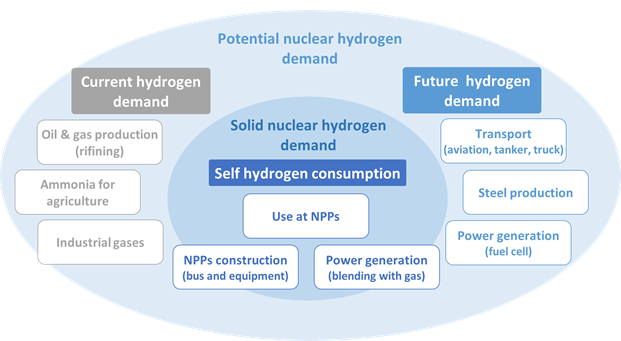 Potential nuclear hydrogen
demand
Current hydrogen
demand
Oil & gas production
(rifining)
Ammonia for
agriculture
Industrial gases
Solid nuclear hydrogen
demand
Self hydrogen consumption
Use at NPPs
NPPs construction
(bus and equipment)
Power generation
(blending with gas)
Future hydrogen
demand
Transport
(aviation, tanker, truck)
Steel production
Power generation
(fuel cell)